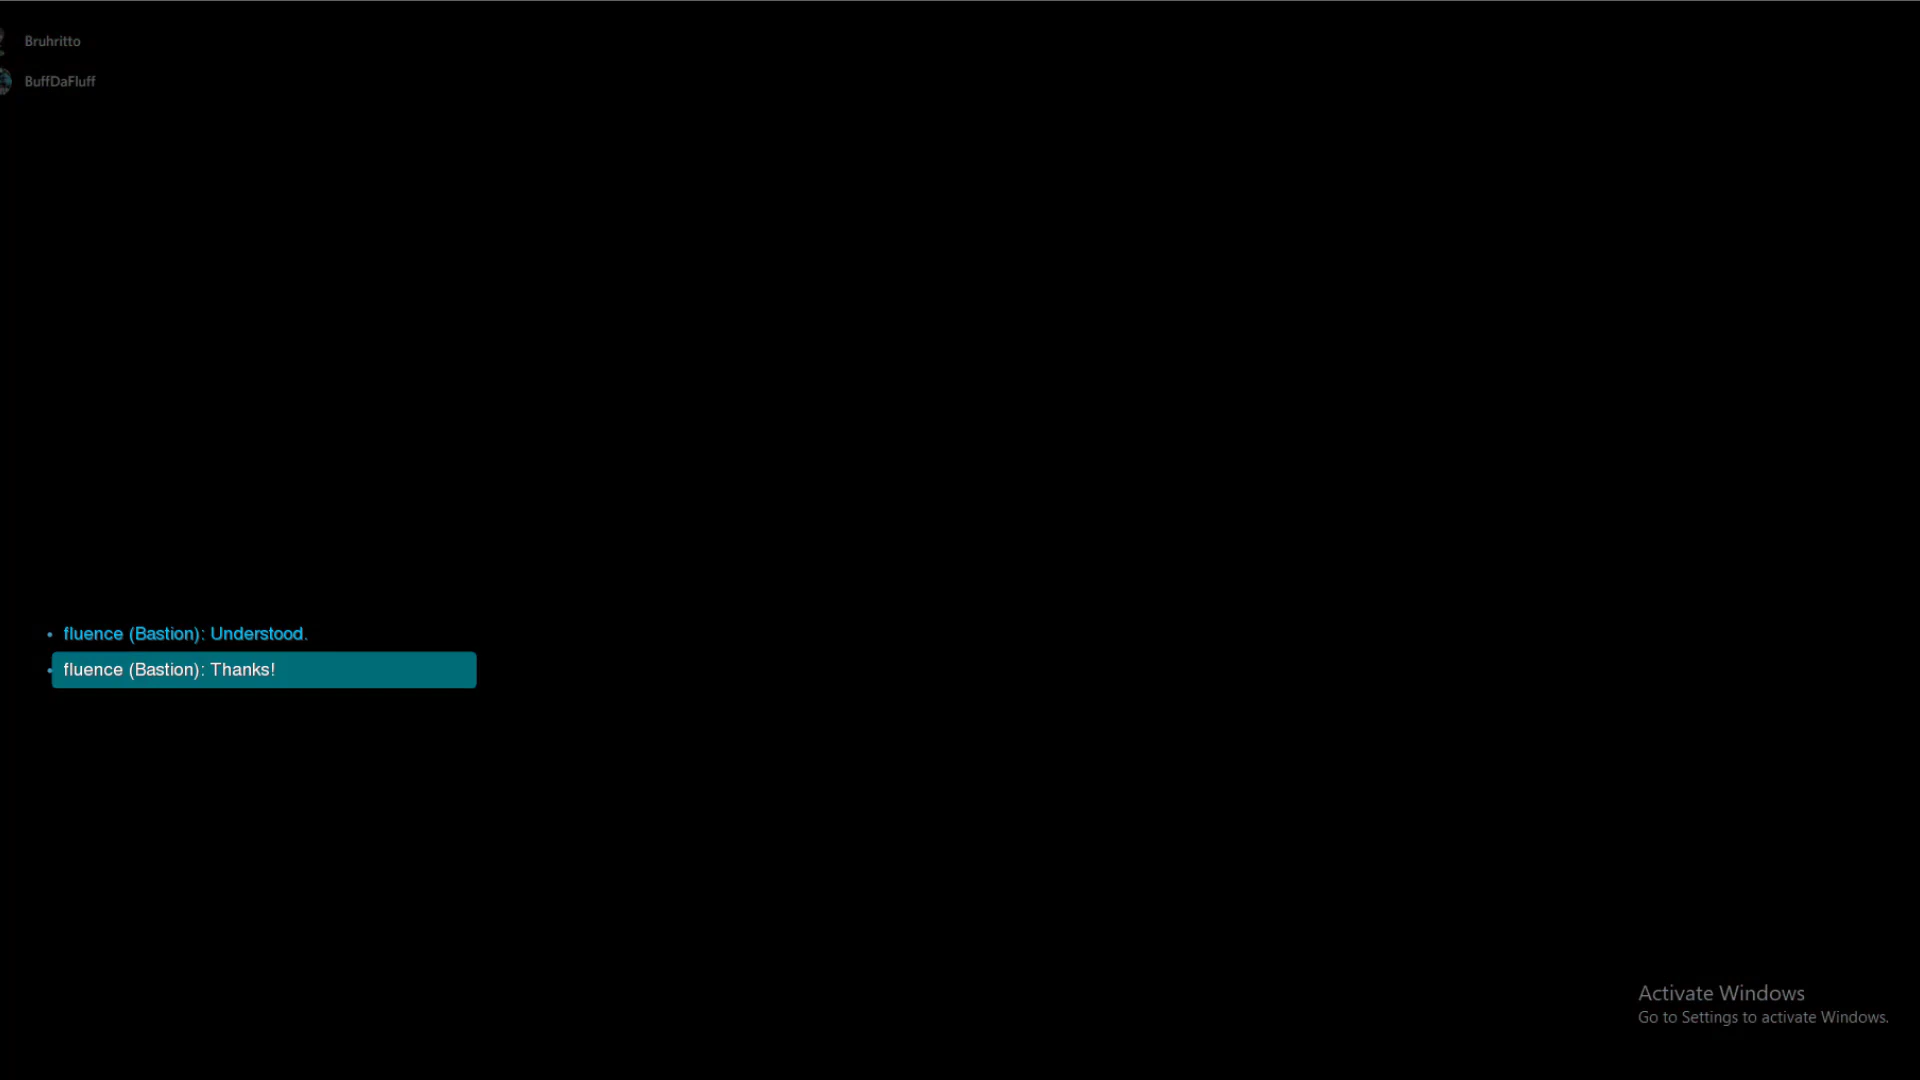 Bruhritto
BuffDaFluff
• fluence (Bastion): Understood.
• fluence (Bastion): Thanks!
Activate Windows
Go to Settings to activate Windows.